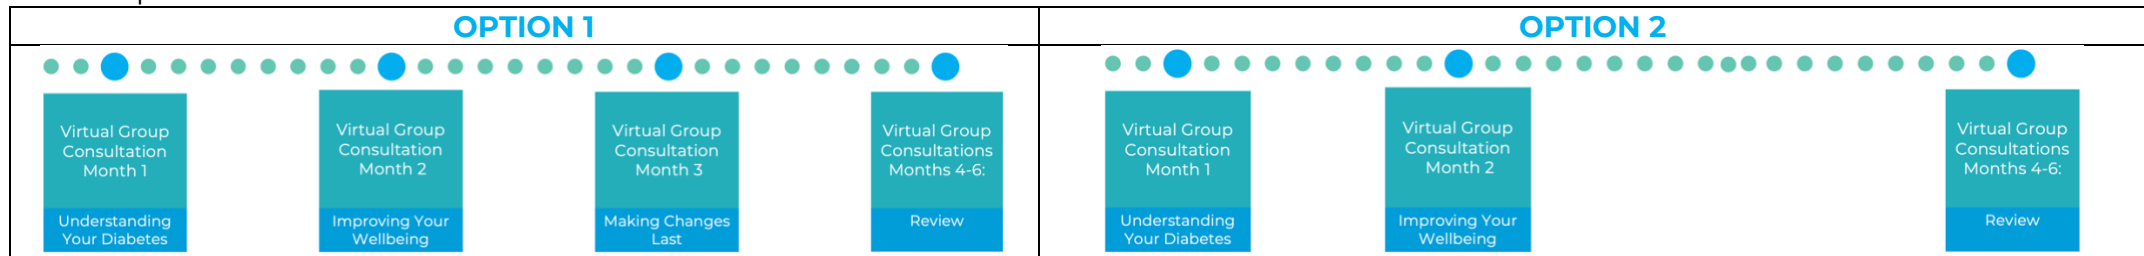 OPTION 1
Virtual Group
Consultation
Month 1
Understanding
Your Diabetes
Virtual Group
Consultation
Month 2
Improving Your
Wellbeing
Virtual Group
Consultation
Month 3
Making Changes
Last
Virtual Group
Consultations
Months 4-6:
Review
OPTION 2
Virtual Group
Consultation
Month 1
Understanding
Your Diabetes
Virtual Group
Consultation
Month 2
Improving Your
Wellbeing
Virtual Group
Consultations
Months 4-6:
Review